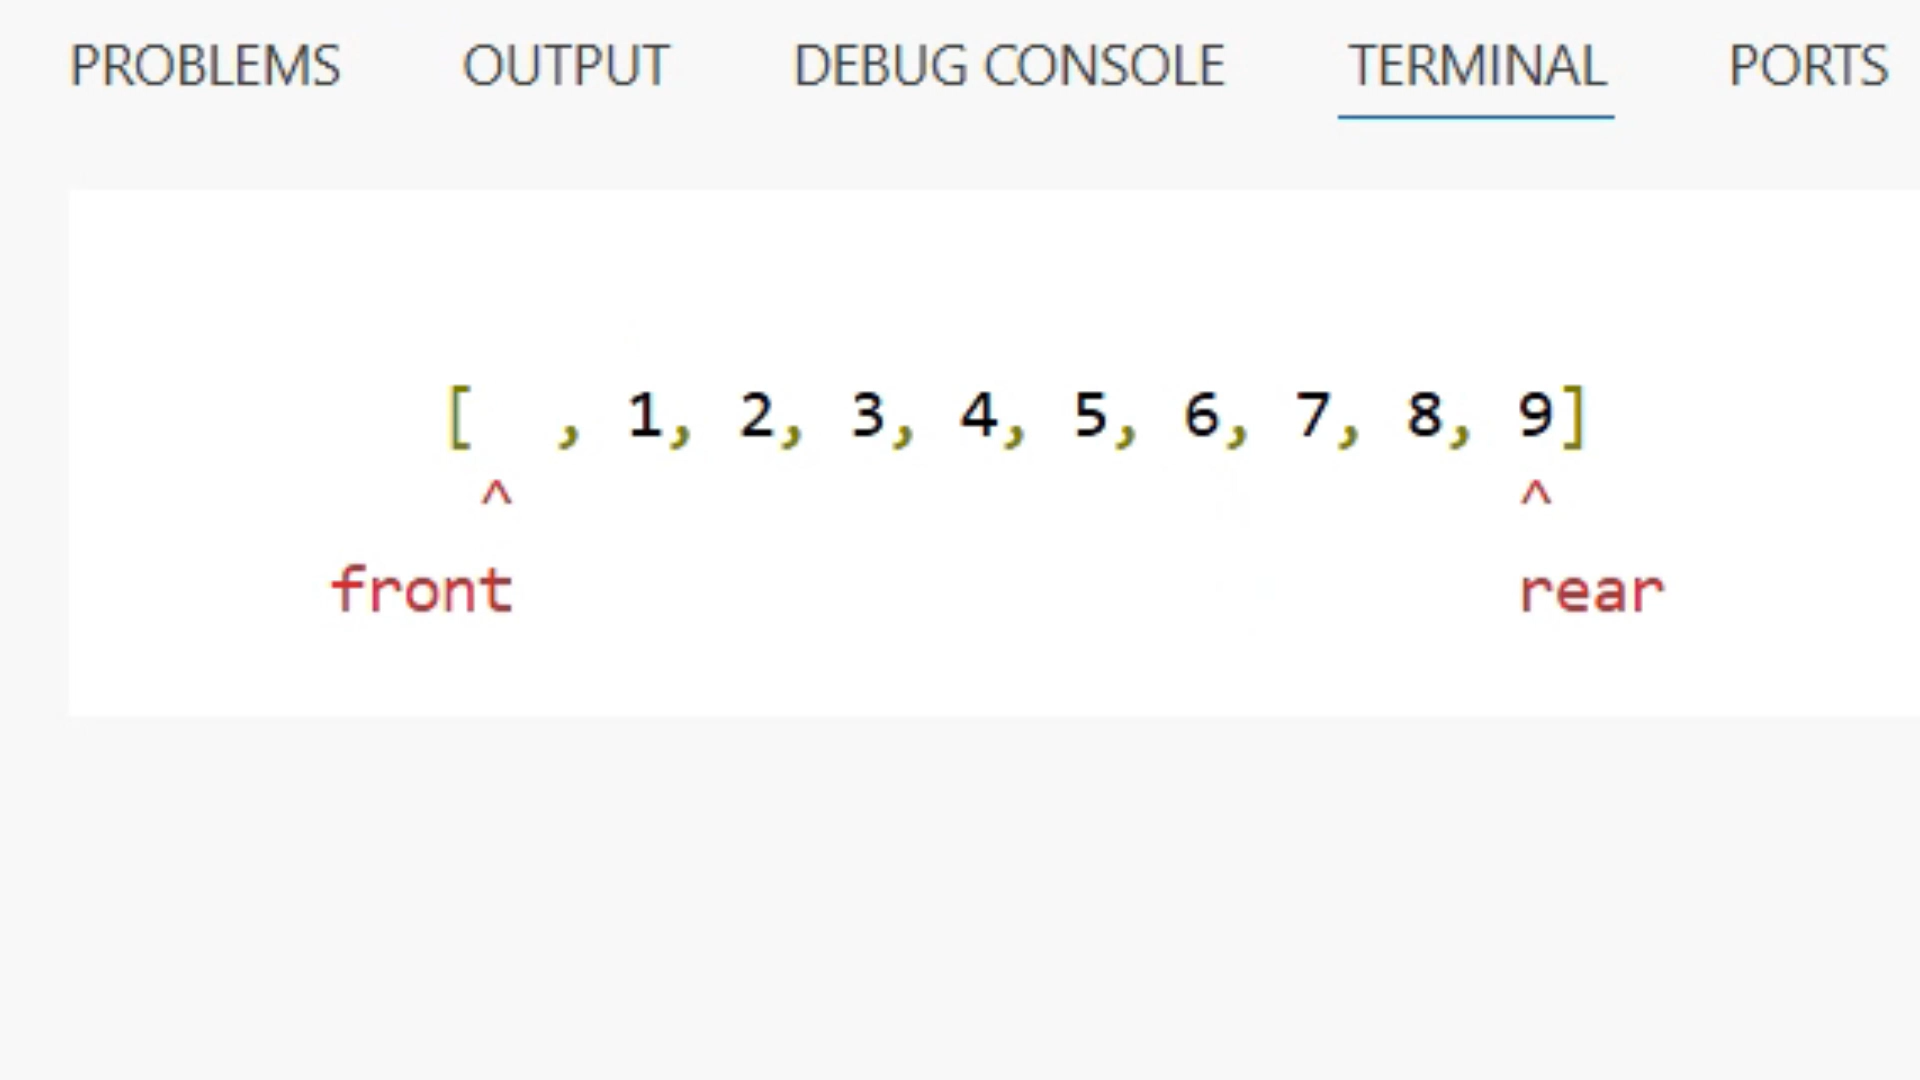 PROBLEMS OUTPUT DEBUG CONSOLE TERMINAL PORTS
[  , 1, 2, 3, 4, 5, 6, 7, 8, 9]
^ ^
front rear